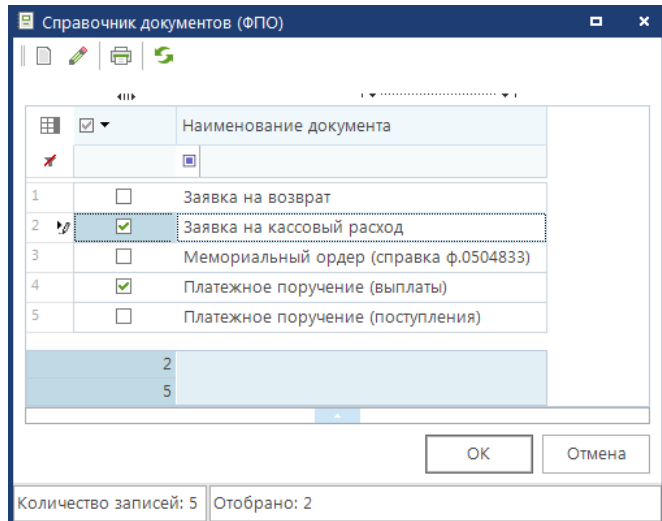 Справочник документов (ФПО)
Наименование документа
1 Заявка на возврат
2 Заявка на кассовый расход
3 Мемориальный ордер (справка ф.0504833)
4 Платежное поручение (выплаты)
5 Платежное поручение (поступления)
2
5
ОК Отмена
Количество записей: 5 Отобрано: 2